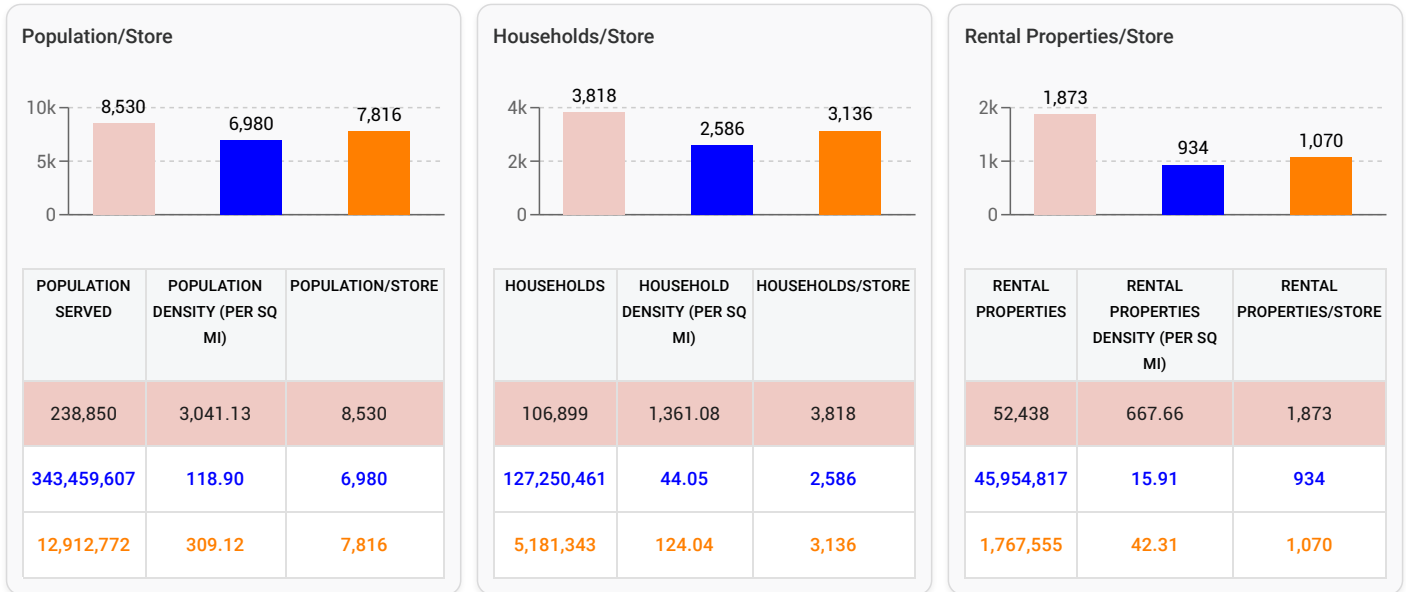 Population/Store
8,530
10k
6,980
7,816
5k
0
POPULATION SERVED
POPULATION DENSITY (PER SQ MI)
POPULATION/STORE
238,850
3,041.13
8,530
343,459,607
118.90
6,980
12,912,772
309.12
7,816
Households/Store
3,818
4k
2,586
3,136
2k
0
HOUSEHOLDS
HOUSEHOLD DENSITY (PER SQ MI)
HOUSEHOLDS/STORE
106,899
1,361.08
3,818
127,250,461
44.05
2,586
5,181,343
124.04
3,136
Rental Properties/Store
1,873
2k
934
1,070
1k
0
RENTAL PROPERTIES
RENTAL PROPERTIES DENSITY (PER SQ MI)
RENTAL PROPERTIES/STORE
52,438
667.66
1,873
45,954,817
15.91
934
1,767,555
42.31
1,070